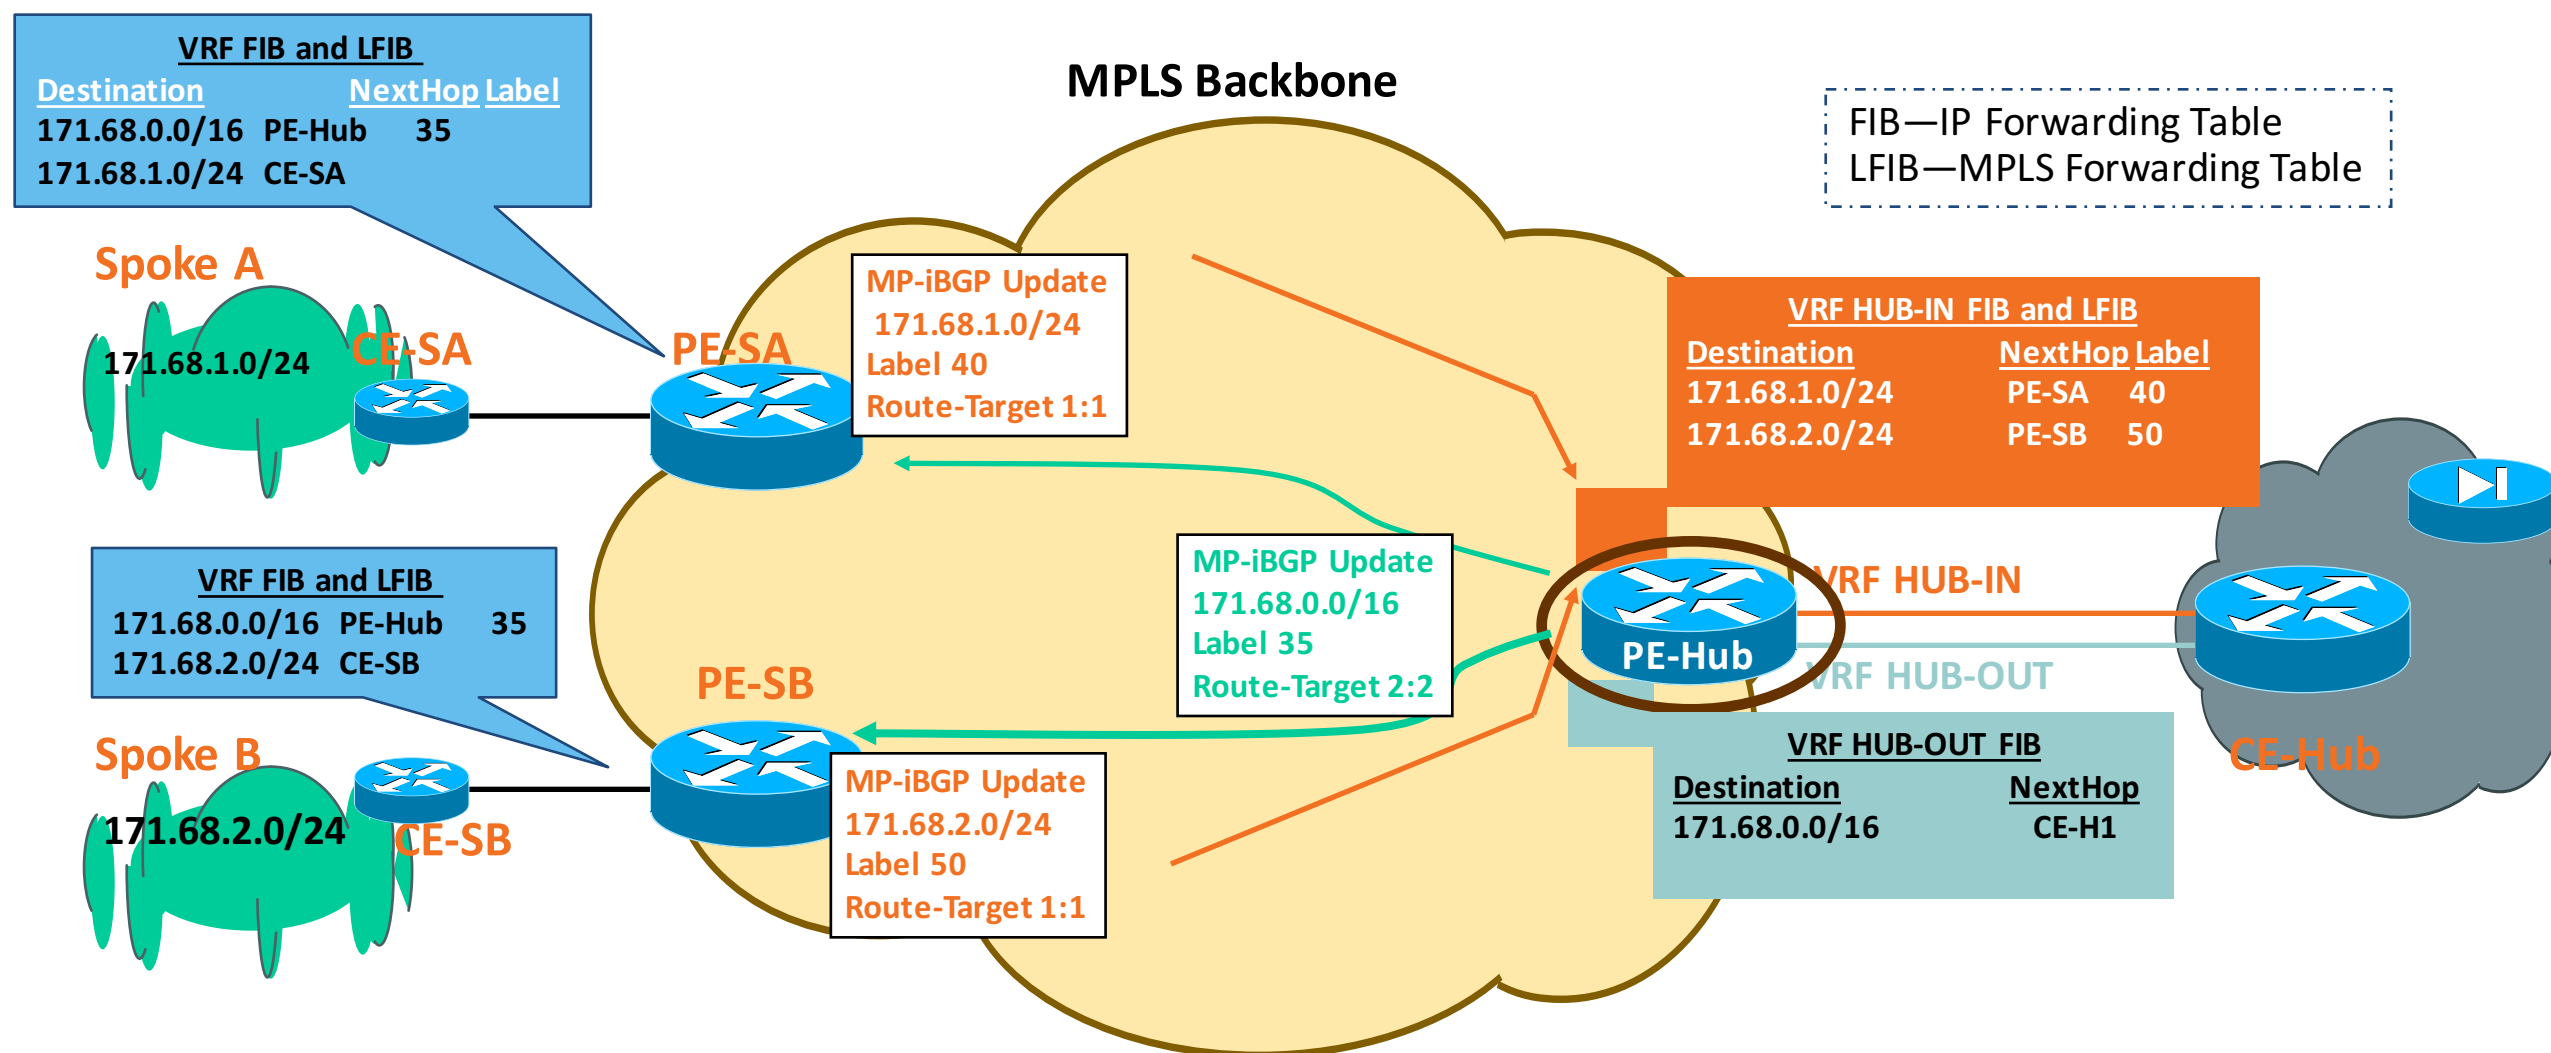 VRF FIB and LFIB
Destination NextHop Label
171.68.0.0/16 PE-Hub 35
171.68.1.0/24 CE-SA
MPLS Backbone
FIB—IP Forwarding Table
LFIB—MPLS Forwarding Table
Spoke A
171.68.1.0/24
CE-SA
PE-SA
MP-iBGP Update
171.68.1.0/24
Label 40
Route-Target 1:1
VRF HUB-IN FIB and LFIB
Destination NextHop Label
171.68.1.0/24 PE-SA 40
171.68.2.0/24 PE-SB 50
VRF FIB and LFIB
171.68.0.0/16 PE-Hub 35
171.68.2.0/24 CE-SB
MP-iBGP Update
171.68.0.0/16
Label 35
Route-Target 2:2
PE-Hub
VRF HUB-IN
VRF HUB-OUT
PE-SB
Spoke B
171.68.2.0/24
CE-SB
MP-iBGP Update
171.68.2.0/24
Label 50
Route-Target 1:1
VRF HUB-OUT FIB
Destination NextHop
171.68.0.0/16 CE-H1
CE-Hub